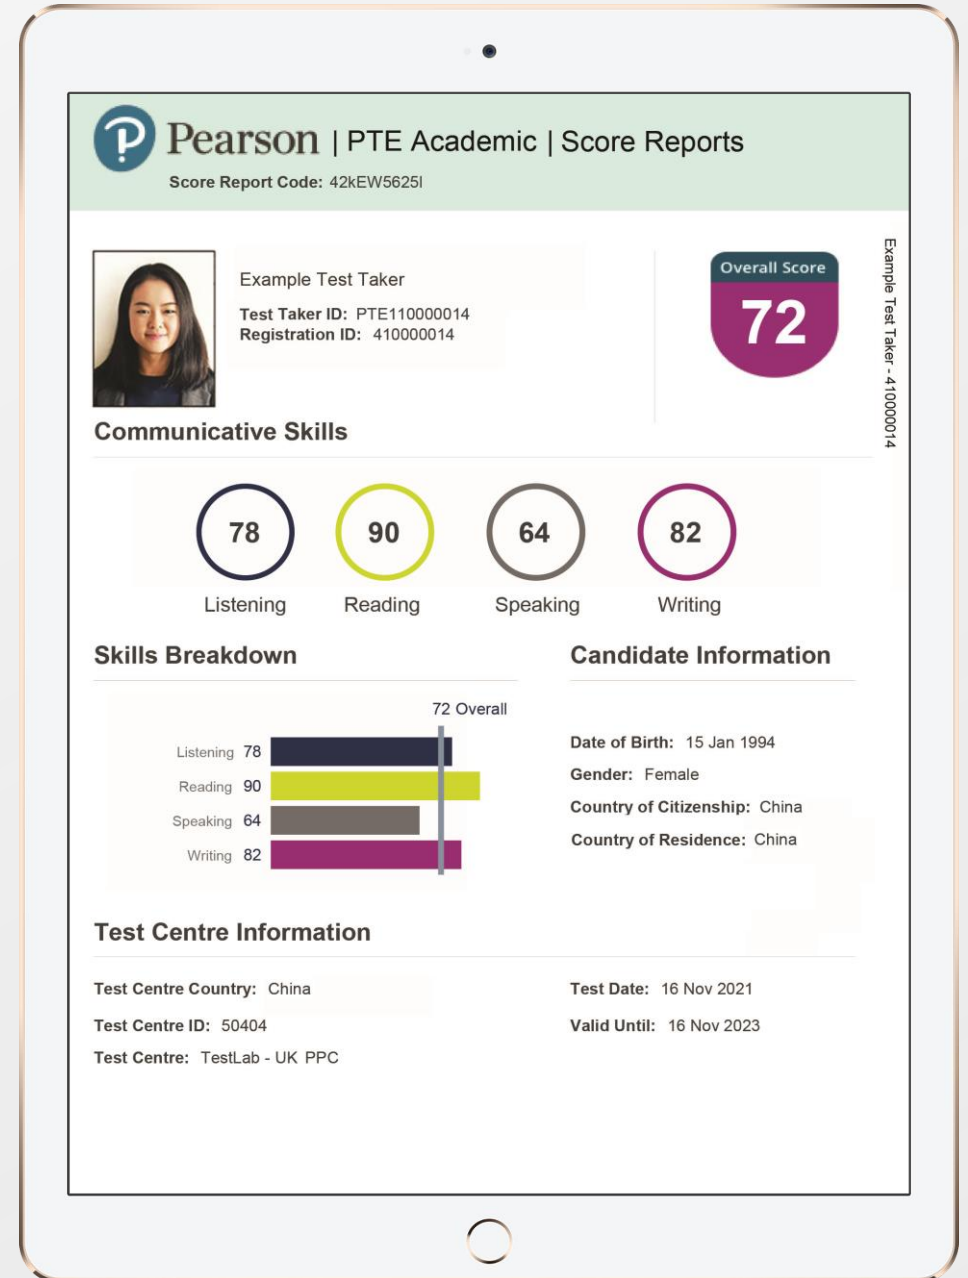 Pearson | PTE Academic | Score Reports
Score Report Code: 42kEW5625I
Example Test Taker
Test Taker ID: PTE110000014
Registration ID: 410000014
Overall Score
72
Example Test Taker - 410000014
Communicative Skills
78 90 64 82
Listening Reading Speaking Writing
Skills Breakdown
72 Overall
Listening 78
Reading 90
Speaking 64
Writing 82
Candidate Information
Date of Birth: 15 Jan 1994
Gender: Female
Country of Citizenship: China
Country of Residence: China
Test Centre Information
Test Centre Country: China
Test Centre ID: 50404
Test Centre: TestLab - UK PPC
Test Date: 16 Nov 2021
Valid Until: 16 Nov 2023